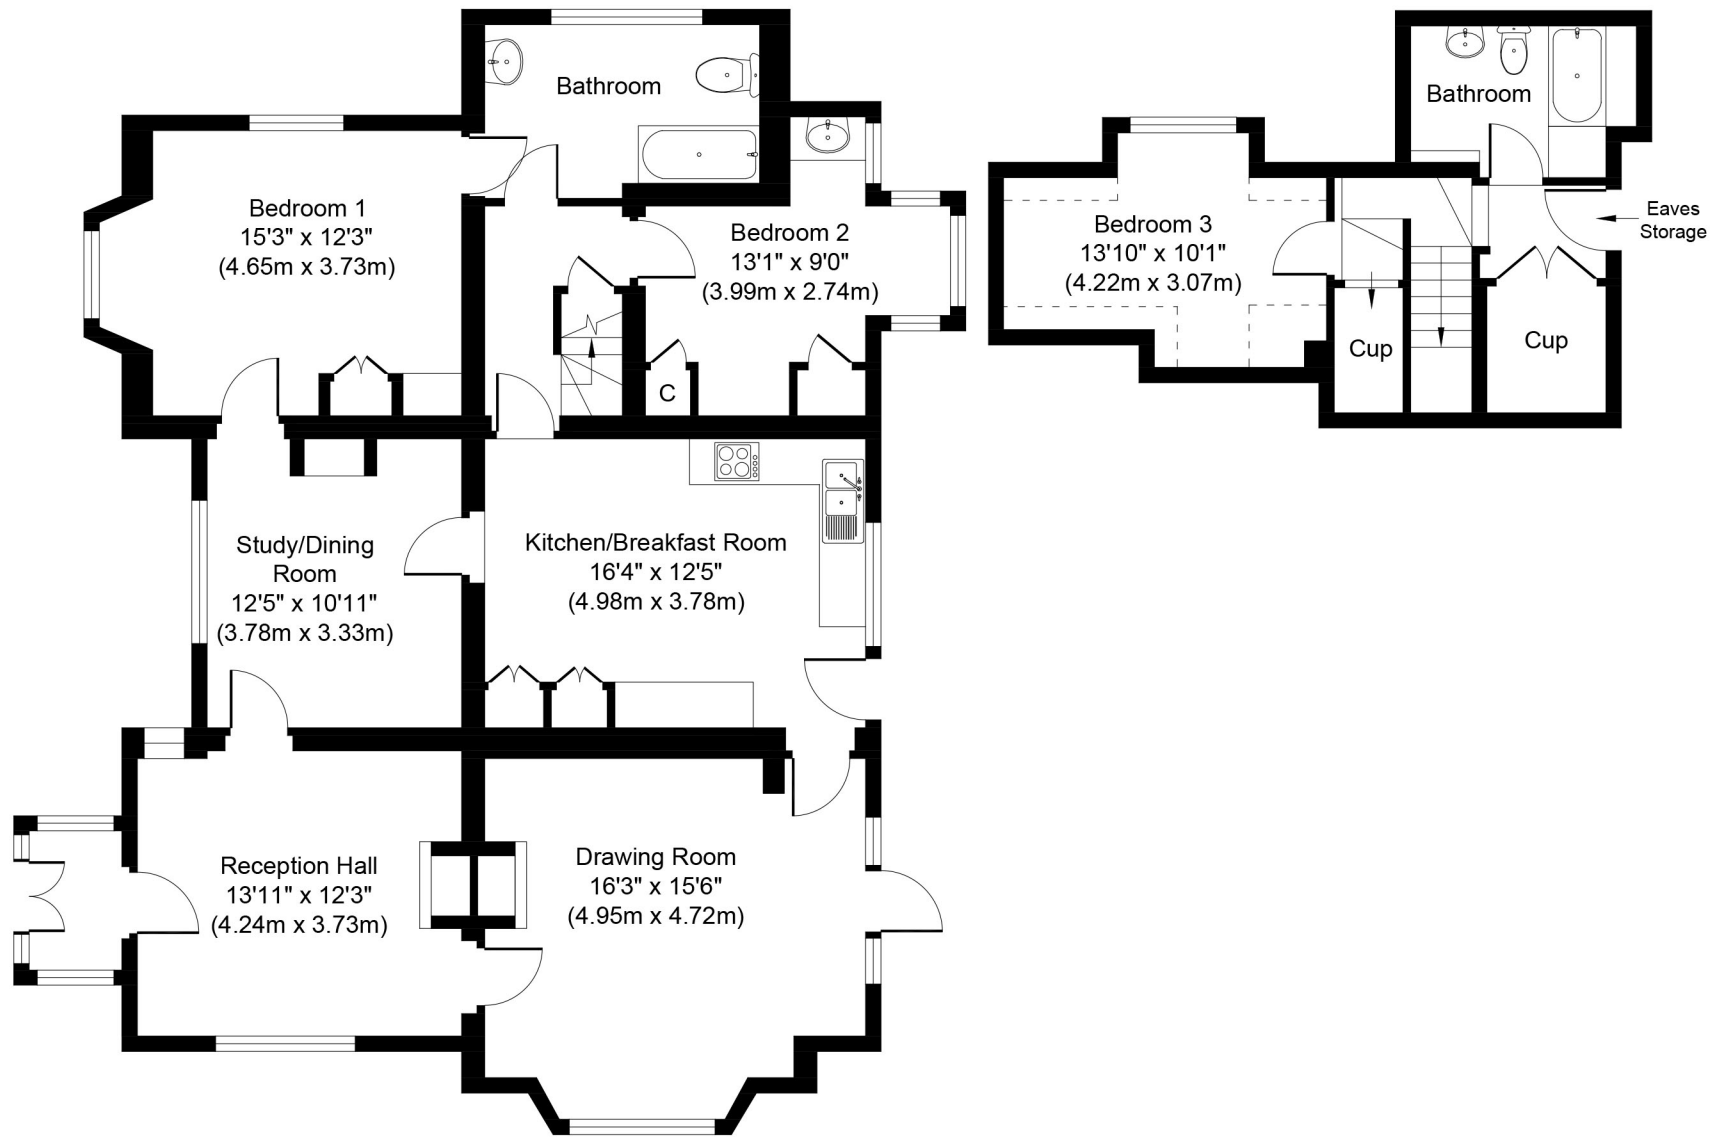 Bathroom
Bedroom 1
15'3" x 12'3"
(4.65m x 3.73m)
Bedroom 2
13'1" x 9'0"
(3.99m x 2.74m)
C
Study/Dining
Room
12'5" x 10'11"
(3.78m x 3.33m)
Kitchen/Breakfast Room
16'4" x 12'5"
(4.98m x 3.78m)
Reception Hall
13'11" x 12'3"
(4.24m x 3.73m)
Drawing Room
16'3" x 15'6"
(4.95m x 4.72m)
Bathroom
Bedroom 3
13'10" x 10'1"
(4.22m x 3.07m)
Eaves
Storage
Cup
Cup